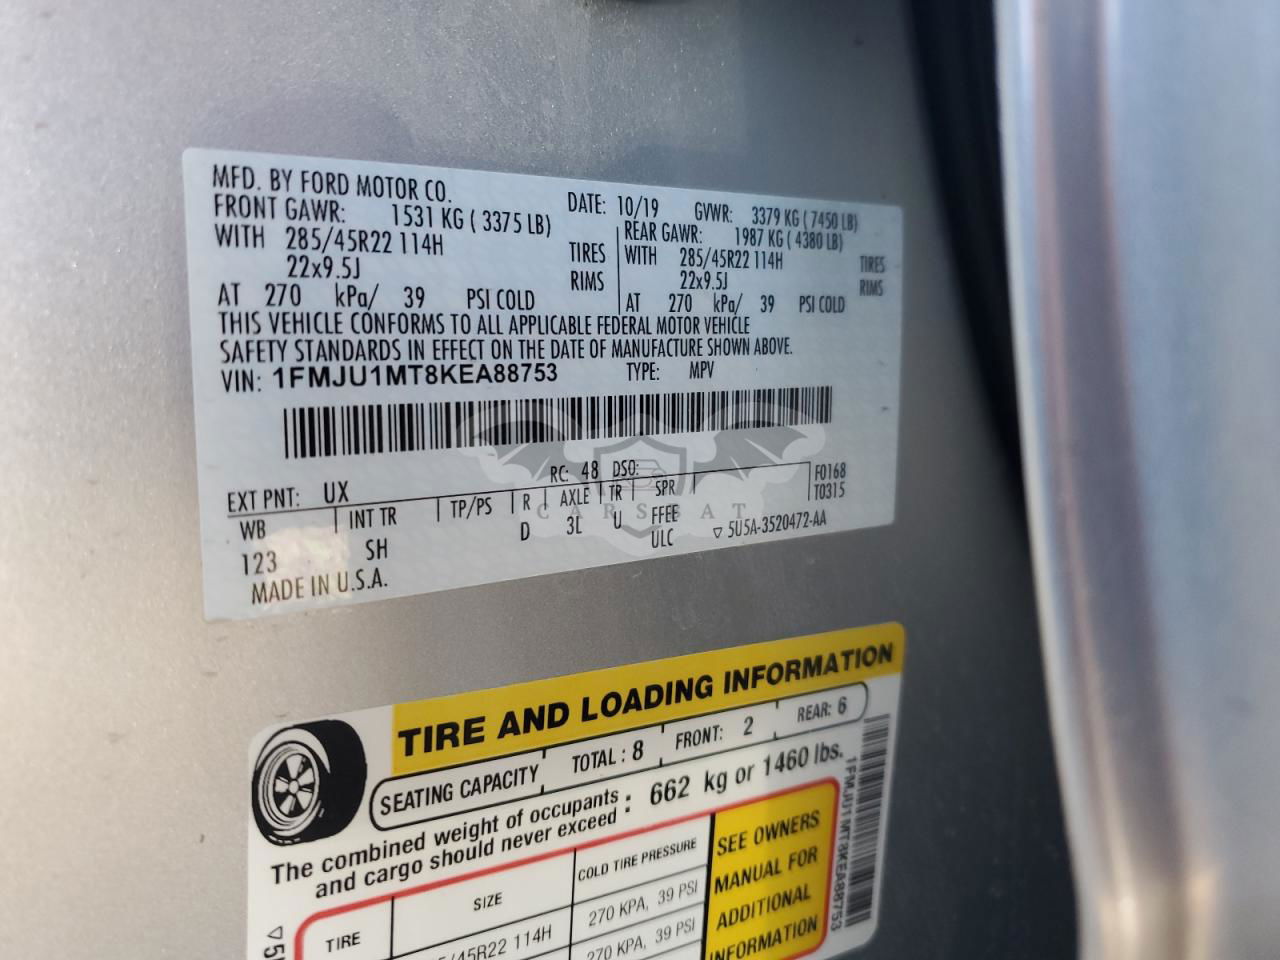 MFD. BY FORD MOTOR CO.
DATE: 10/19 GVWR: 3379 KG ( 7450 LB)
FRONT GAWR: 1531 KG ( 3375 LB) REAR GAWR: 1987 KG ( 4380 LB)
WITH 285/45R22 114H TIRES WITH 285/45R22 114H TIRES
22x9.5J RIMS 22x9.5J RIMS
AT 270 kPa/ 39 PSI COLD AT 270 kPa/ 39 PSI COLD
THIS VEHICLE CONFORMS TO ALL APPLICABLE FEDERAL MOTOR VEHICLE
SAFETY STANDARDS IN EFFECT ON THE DATE OF MANUFACTURE SHOWN ABOVE.
VIN: 1FMJU1MT8KEA88753 TYPE: MPV
EXT PNT: UX RC: 48 DSO: F0168
WB INT TR TP/PS R AXLE TR SPR T0315
123 SH D 3L U FFEE
ULC ▽ 5U5A-3520472-AA
MADE IN U.S.A.
CARSBAT
TIRE AND LOADING INFORMATION
SEATING CAPACITY TOTAL : 8 FRONT: 2 REAR: 6
The combined weight of occupants
and cargo should never exceed : 662 kg or 1460 lbs.
TIRE SIZE COLD TIRE PRESSURE
/45R22 114H 270 KPA, 39 PSI
270 KPA, 39 PSI
SEE OWNERS
MANUAL FOR
ADDITIONAL
INFORMATION
1FMJU1MT8KEA88753
▽5